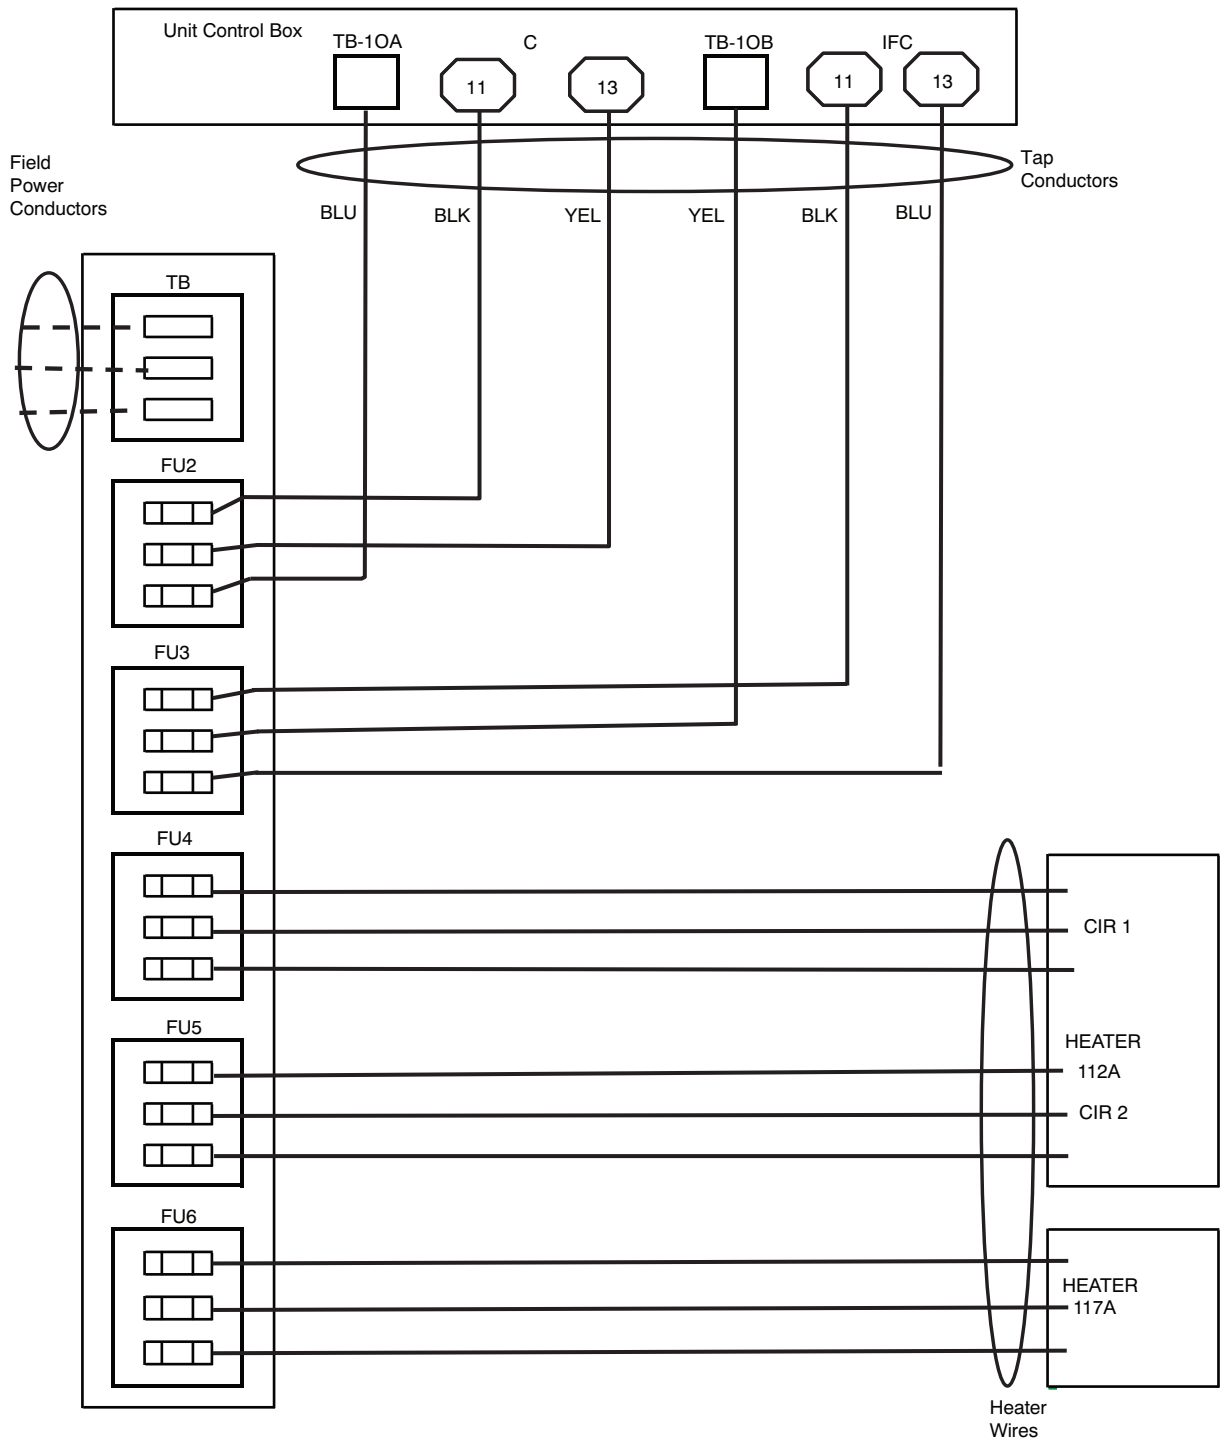 Unit Control Box
TB-1OA
C
TB-1OB
IFC
11
13
11
13
Field
Power
Conductors
Tap
Conductors
BLU
BLK
YEL
YEL
BLK
BLU
TB
FU2
FU3
FU4
CIR 1
FU5
HEATER
112A
CIR 2
FU6
HEATER
117A
Heater
Wires